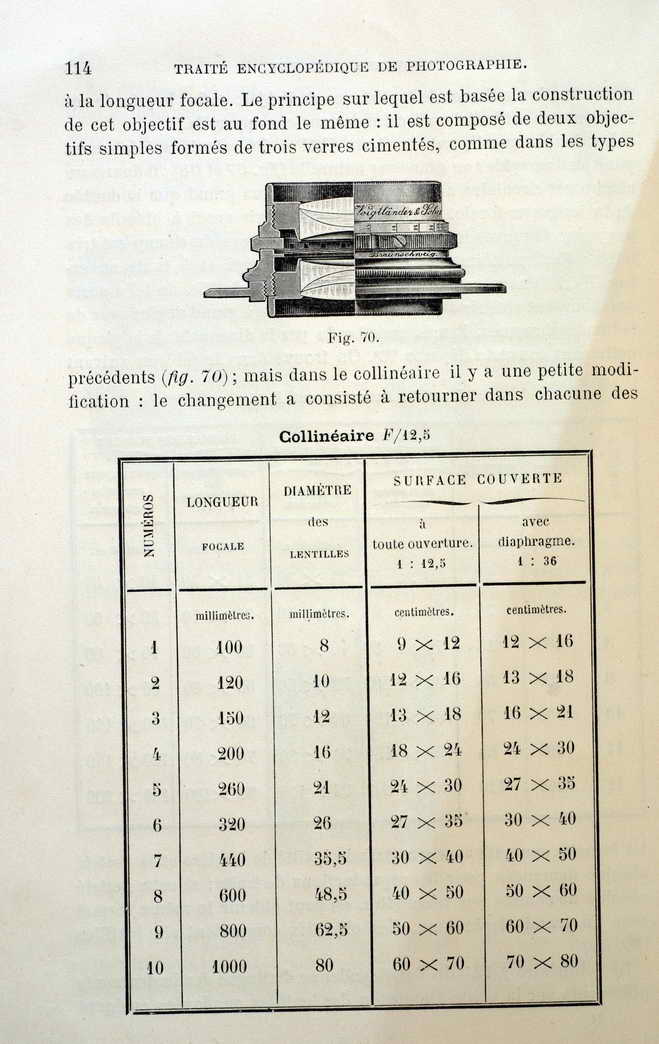 114 TRAITÉ ENCYCLOPÉDIQUE DE PHOTOGRAPHIE.
à la longueur focale. Le principe sur lequel est basée la construction
de cet objectif est au fond le même : il est composé de deux objec-
tifs simples formés de trois verres cimentés, comme dans les types
Voigtländer & Sohn
Braunschweig.
Fig. 70.
précédents (fig. 70) ; mais dans le collinéaire il y a une petite modi-
fication : le changement a consisté à retourner dans chacune des
Collinéaire F/12,5
NUMÉROS
LONGUEUR
FOCALE
DIAMÈTRE
des
LENTILLES
SURFACE COUVERTE
à
toute ouverture.
1 : 12,5
avec
diaphragme.
1 : 36
millimètres. millimètres. centimètres. centimètres.
1 100 8 9 × 12 12 × 16
2 120 10 12 × 16 13 × 18
3 150 12 13 × 18 16 × 21
4 200 16 18 × 24 24 × 30
5 260 21 24 × 30 27 × 35
6 320 26 27 × 35 30 × 40
7 440 35,5 30 × 40 40 × 50
8 600 48,5 40 × 50 50 × 60
9 800 62,5 50 × 60 60 × 70
10 1000 80 60 × 70 70 × 80